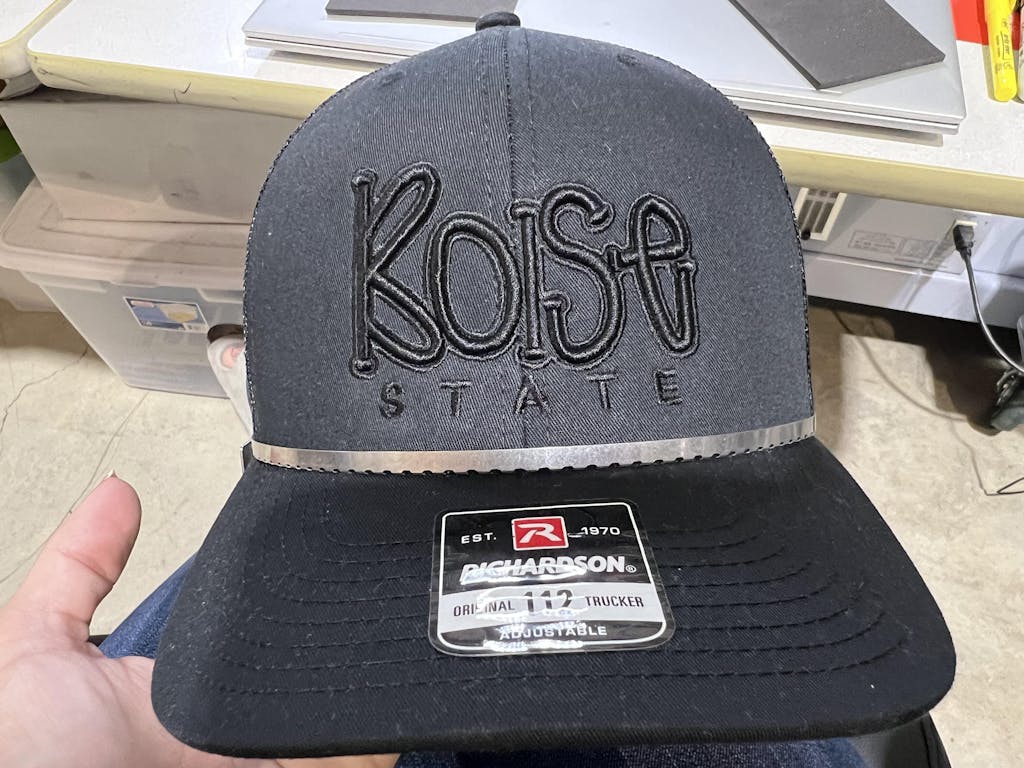 BOISe
STATE
EST. R 1970
RICHARDSON®
ORIGINAL 112 TRUCKER
ADJUSTABLE